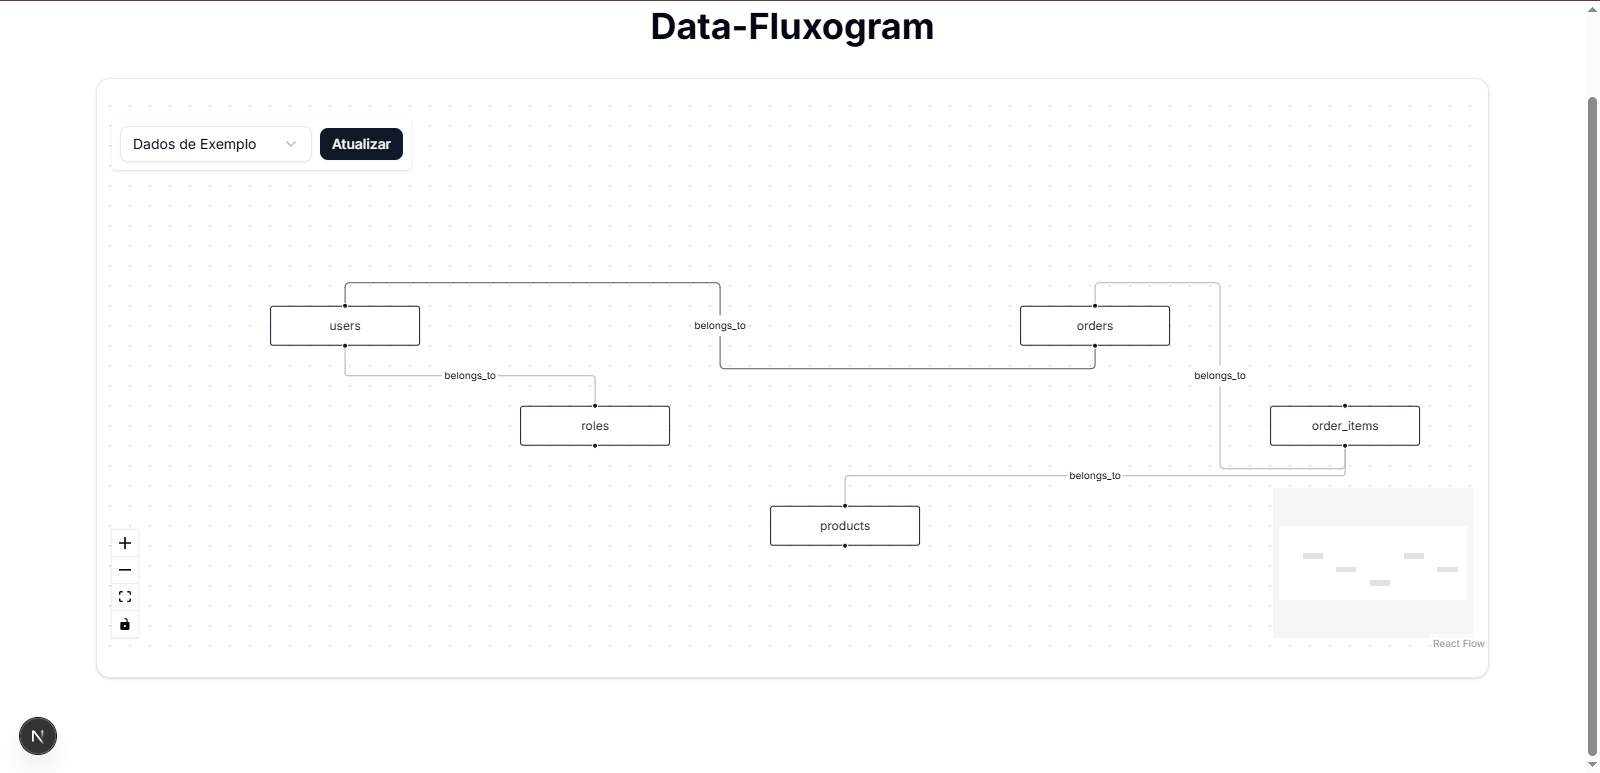 Data-Fluxogram
Dados de Exemplo
Atualizar
users
belongs_to
orders
belongs_to
belongs_to
roles
order_items
belongs_to
products
React Flow
N